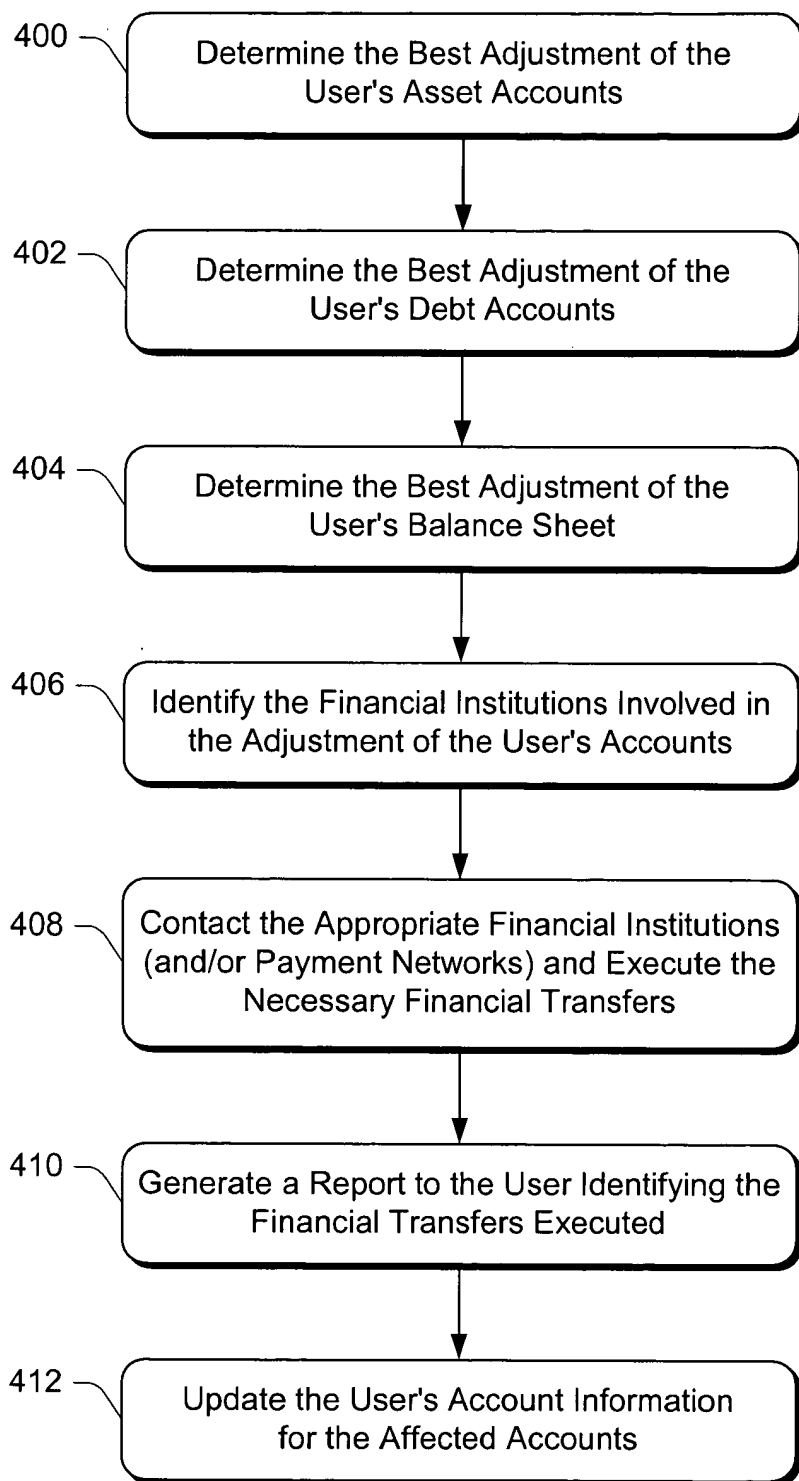 400
Determine the Best Adjustment of the
User's Asset Accounts
402
Determine the Best Adjustment of the
User's Debt Accounts
404
Determine the Best Adjustment of the
User's Balance Sheet
406
Identify the Financial Institutions Involved in
the Adjustment of the User's Accounts
408
Contact the Appropriate Financial Institutions
(and/or Payment Networks) and Execute the
Necessary Financial Transfers
410
Generate a Report to the User Identifying the
Financial Transfers Executed
412
Update the User's Account Information
for the Affected Accounts